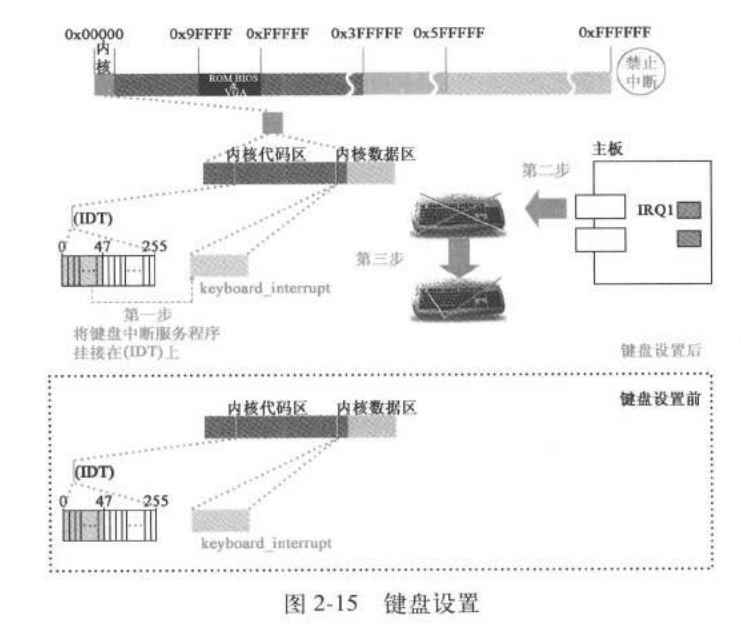 0x00000 0x9FFFF 0xFFFFF 0x3FFFFF 0x5FFFFF 0xFFFFFF
内核
ROM BIOS & VGA
禁止中断
内核代码区 内核数据区
主板
第二步
IRQ1
(IDT)
0 47 255
第三步
keyboard_interrupt
第一步
将键盘中断服务程序
挂接在(IDT)上
键盘设置后
键盘设置前
内核代码区 内核数据区
(IDT)
0 47 255
keyboard_interrupt
图 2-15 键盘设置